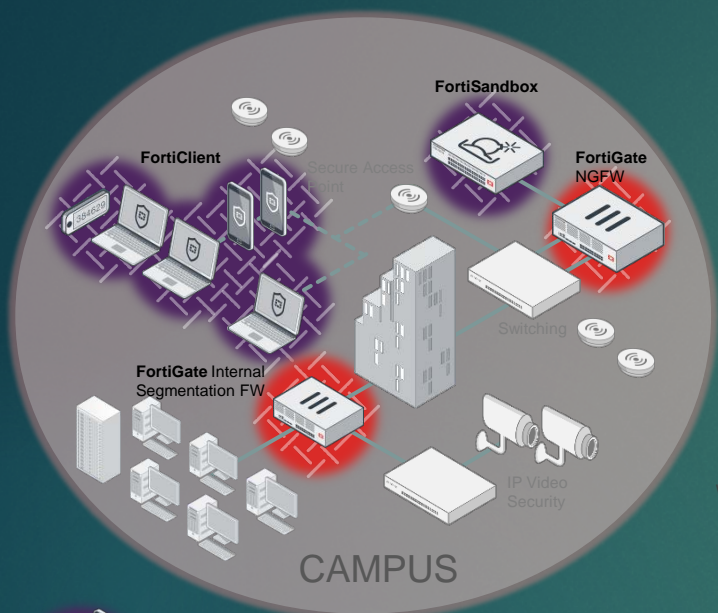 FortiSandbox
FortiClient
Secure Access
Point
FortiGate
NGFW
384629
Switching
FortiGate Internal
Segmentation FW
IP Video
Security
CAMPUS